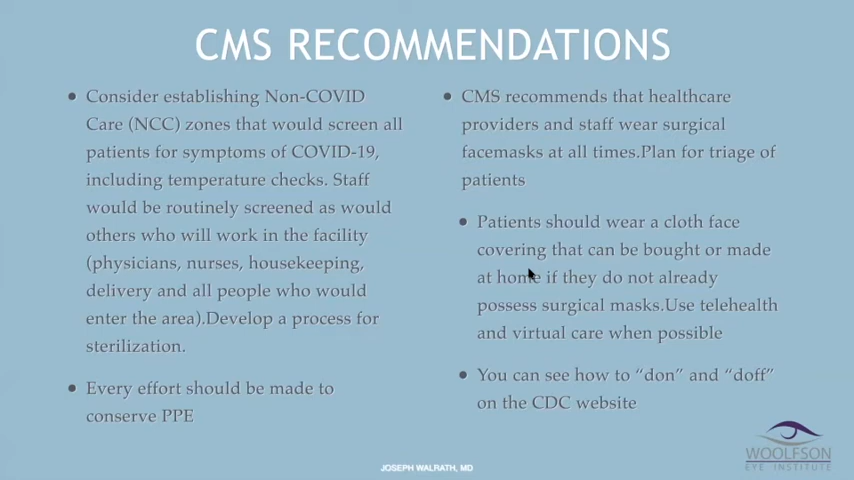 CMS RECOMMENDATIONS
• Consider establishing Non-COVID
Care (NCC) zones that would screen all
patients for symptoms of COVID-19,
including temperature checks. Staff
would be routinely screened as would
others who will work in the facility
(physicians, nurses, housekeeping,
delivery and all people who would
enter the area).Develop a process for
sterilization.
• Every effort should be made to
conserve PPE
• CMS recommends that healthcare
providers and staff wear surgical
facemasks at all times.Plan for triage of
patients
• Patients should wear a cloth face
covering that can be bought or made
at home if they do not already
possess surgical masks.Use telehealth
and virtual care when possible
• You can see how to “don” and “doff”
on the CDC website
JOSEPH WALRATH, MD
WOOLFSON
EYE INSTITUTE